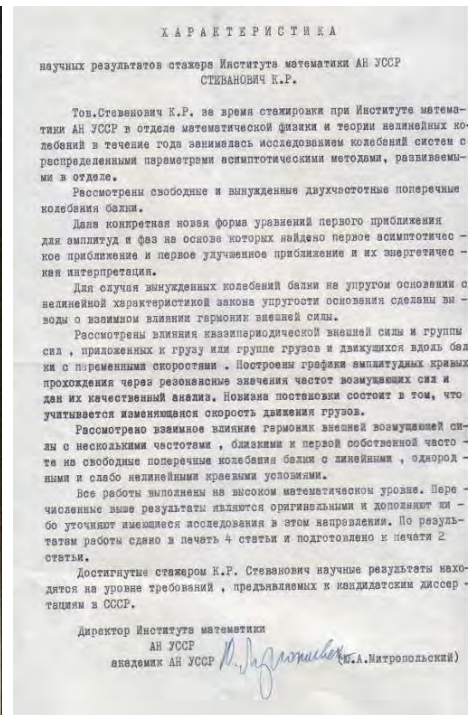 Х А Р А К Т Е Р И С Т И К А
научных результатов стажера Института математики АН УССР
СТЕВАНОВИЧ К.Р.
Тов.Стеванович К.Р. за время стажировки при Институте матема-
тики АН УССР в отделе математической физики и теории нелинейных ко-
лебаний в течение года занималась исследованием колебаний систем с
распределенными параметрами асимптотическими методами, развиваемы-
ми в отделе.
Рассмотрены свободные и вынужденные двухчастотные поперечные
колебания балки.
Дана конкретная новая форма уравнений первого приближения
для амплитуд и фаз на основе которых найдено первое асимптотичес -
кое приближение и первое улучшенное приближение и их энергетичес -
кая интерпретация.
Для случая вынужденных колебаний балки на упругом основании с
нелинейной характеристикой закона упругости основания сделаны вы -
воды о взаимном влиянии гармоник внешней силы.
Рассмотрены влияния квазипериодической внешней силы и группы
сил , приложенных к грузу или группе грузов и движущихся вдоль бал
ки с переменными скоростями . Построены графики амплитудных кривых
прохождения через резонансные значения частот возмущающих сил и
дан их качественный анализ. Новизна постановки состоит в том, что
учитывается изменяющаяся скорость движения грузов.
Рассмотрено взаимное влияние гармоник внешней возмущающей си-
лы с несколькими частотами , близкими к первой собственной часто -
те на свободные поперечные колебания балки с линейными , однород -
ными и слабо нелинейными краевыми условиями.
Все работы выполнены на высоком математическом уровне. Пере -
численные выше результаты являются оригинальными и дополняют ли -
бо уточняют имеющиеся исследования в этом направлении. По резуль-
татам работы сдано в печать 4 статьи и подготовлено к печати 2
статьи.
Достигнутые стажером К.Р. Стеванович научные результаты нахо-
дятся на уровне требований , предъявляемых к кандидатским диссер -
тациям в СССР.
Директор Института математики
АН УССР
академик АН УССР (Ю.А.Митропольский)